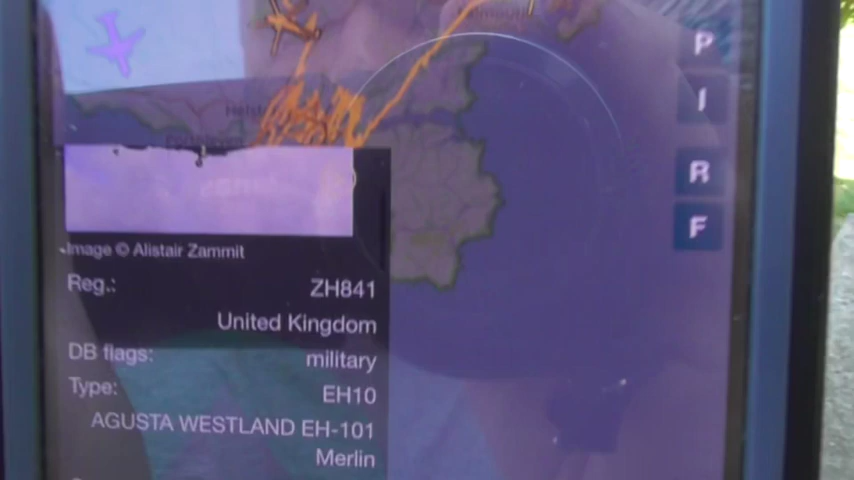 P
I
R
F
Image © Alistair Zammit
Reg.: ZH841
United Kingdom
DB flags: military
Type: EH10
AGUSTA WESTLAND EH-101
Merlin